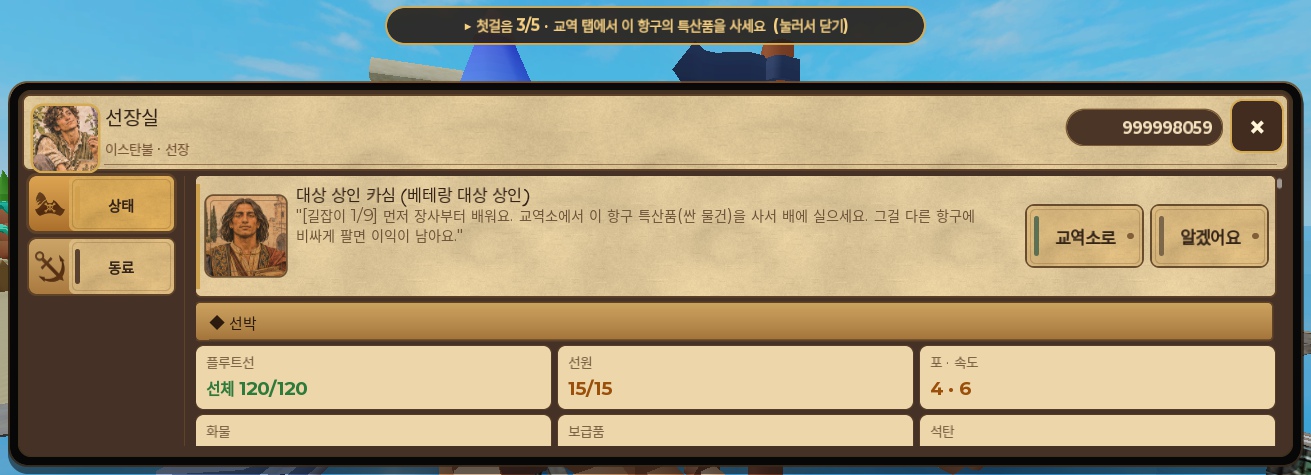 ▸ 첫걸음 3/5 · 교역 탭에서 이 항구의 특산품을 사세요 (눌러서 닫기)
선장실
이스탄불 · 선장
999998059
×
상태
동료
대상 상인 카심 (베테랑 대상 상인)
"[길잡이 1/9] 먼저 장사부터 배워요. 교역소에서 이 항구 특산품(싼 물건)을 사서 배에 실으세요. 그걸 다른 항구에
비싸게 팔면 이익이 남아요."
교역소로
알겠어요
◆ 선박
플루트선
선체 120/120
선원
15/15
포 · 속도
4 · 6
화물
보급품
석탄